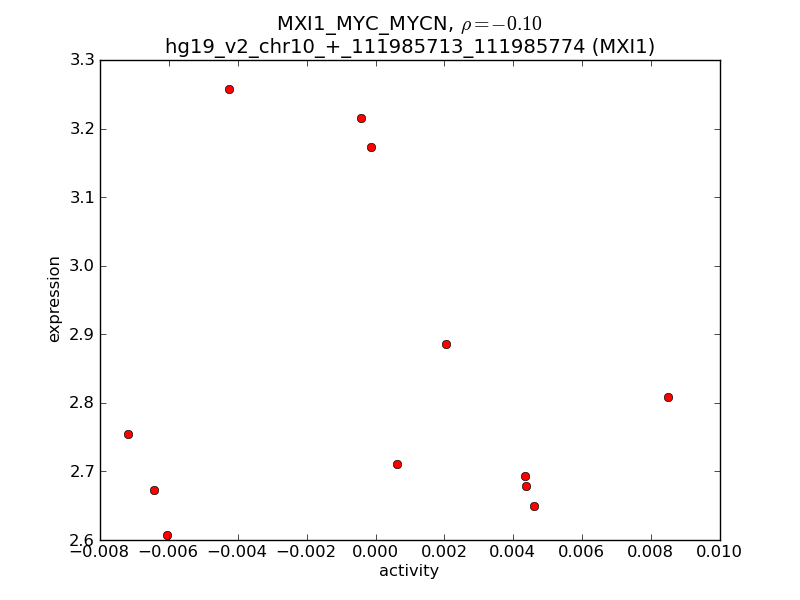 MXI1_MYC_MYCN, ρ=−0.10
hg19_v2_chr10_+_111985713_111985774 (MXI1)
3.3
3.2
3.1
3.0
2.9
2.8
2.7
2.6
expression
−0.008 −0.006 −0.004 −0.002 0.000 0.002 0.004 0.006 0.008 0.010
activity